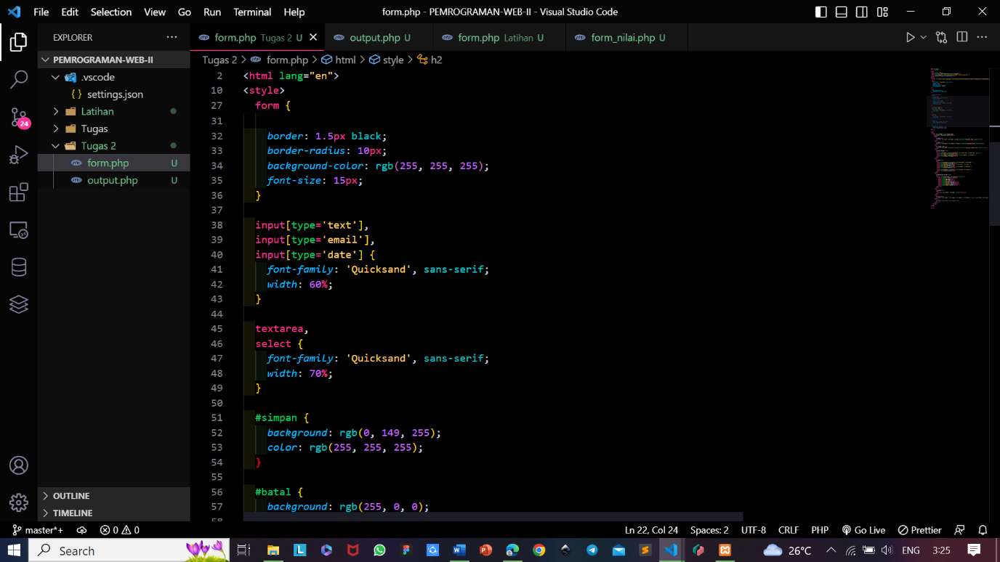 File Edit Selection View Go Run Terminal Help form.php - PEMROGRAMAN-WEB-II - Visual Studio Code
EXPLORER
form.php Tugas 2 U
output.php U
form.php Latihan U
form_nilai.php U
PEMROGRAMAN-WEB-II
.vscode
settings.json
Latihan
Tugas
Tugas 2
form.php U
output.php U
24
OUTLINE
TIMELINE
Tugas 2 > form.php > html > style > h2
2 <html lang="en">
10 <style>
27 form {
31
32 border: 1.5px black;
33 border-radius: 10px;
34 background-color: rgb(255, 255, 255);
35 font-size: 15px;
36 }
37
38 input[type='text'],
39 input[type='email'],
40 input[type='date'] {
41 font-family: 'Quicksand', sans-serif;
42 width: 60%;
43 }
44
45 textarea,
46 select {
47 font-family: 'Quicksand', sans-serif;
48 width: 70%;
49 }
50
51 #simpan {
52 background: rgb(0, 149, 255);
53 color: rgb(255, 255, 255);
54 }
55
56 #batal {
57 background: rgb(255, 0, 0);
58
master* 0 0 Ln 22, Col 24 Spaces: 2 UTF-8 CRLF PHP Go Live Prettier
Search 26°C ENG 3:25